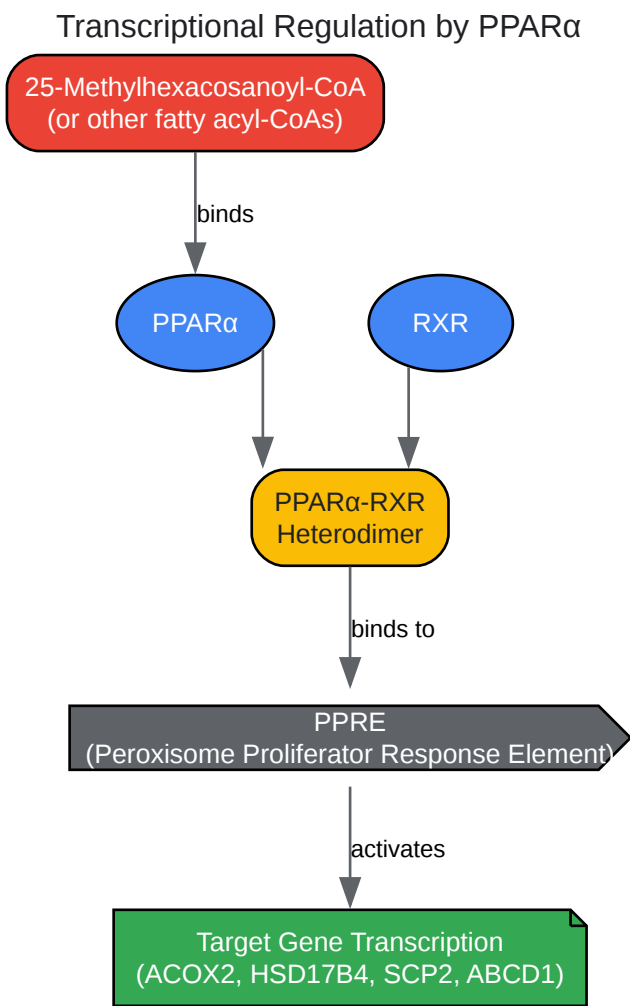 Transcriptional Regulation by PPARα
25-Methylhexacosanoyl-CoA
(or other fatty acyl-CoAs)
binds
PPARα
RXR
PPARα-RXR
Heterodimer
binds to
PPRE
(Peroxisome Proliferator Response Element)
activates
Target Gene Transcription
(ACOX2, HSD17B4, SCP2, ABCD1)